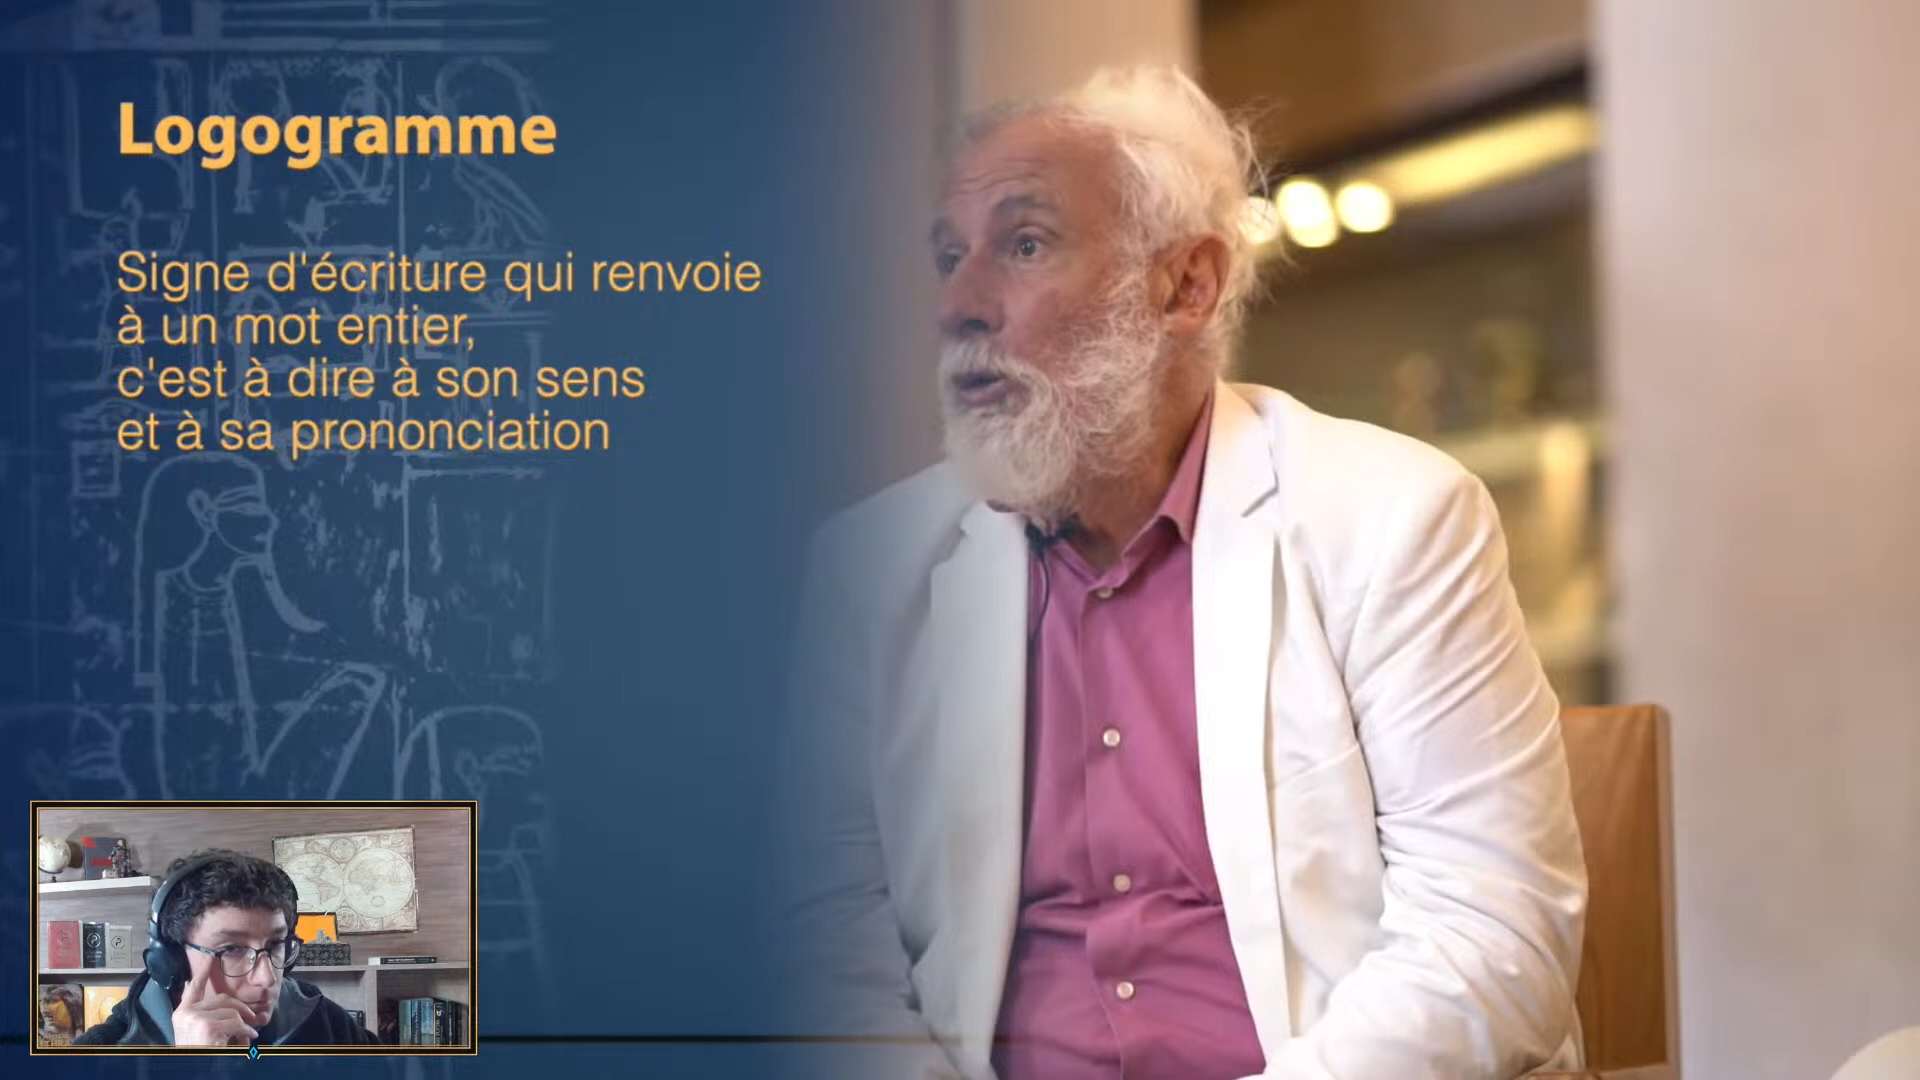 Logogramme
Signe d'écriture qui renvoie
à un mot entier,
c'est à dire à son sens
et à sa prononciation